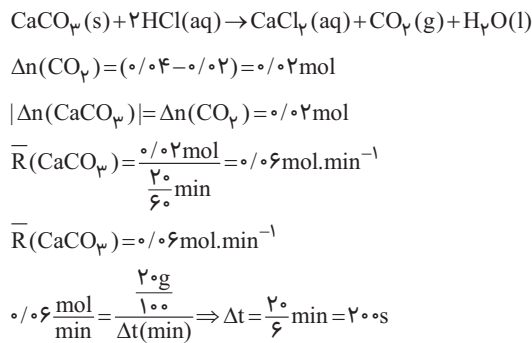 CaCO₃(s)+۲HCl(aq)→CaCl₂(aq)+CO₂(g)+H₂O(l)
Δn(CO₂)=(۰/۰۴−۰/۰۲)=۰/۰۲mol
|Δn(CaCO₃)|=Δn(CO₂)=۰/۰۲mol
R̅(CaCO₃)=۰/۰۲mol / (۲۰/۶۰ min)=۰/۰۶mol.min⁻¹
R̅(CaCO₃)=۰/۰۶mol.min⁻¹
۰/۰۶ mol/min=(۲۰g/۱۰۰)/Δt(min)⇒Δt=۲۰/۶ min=۲۰۰s